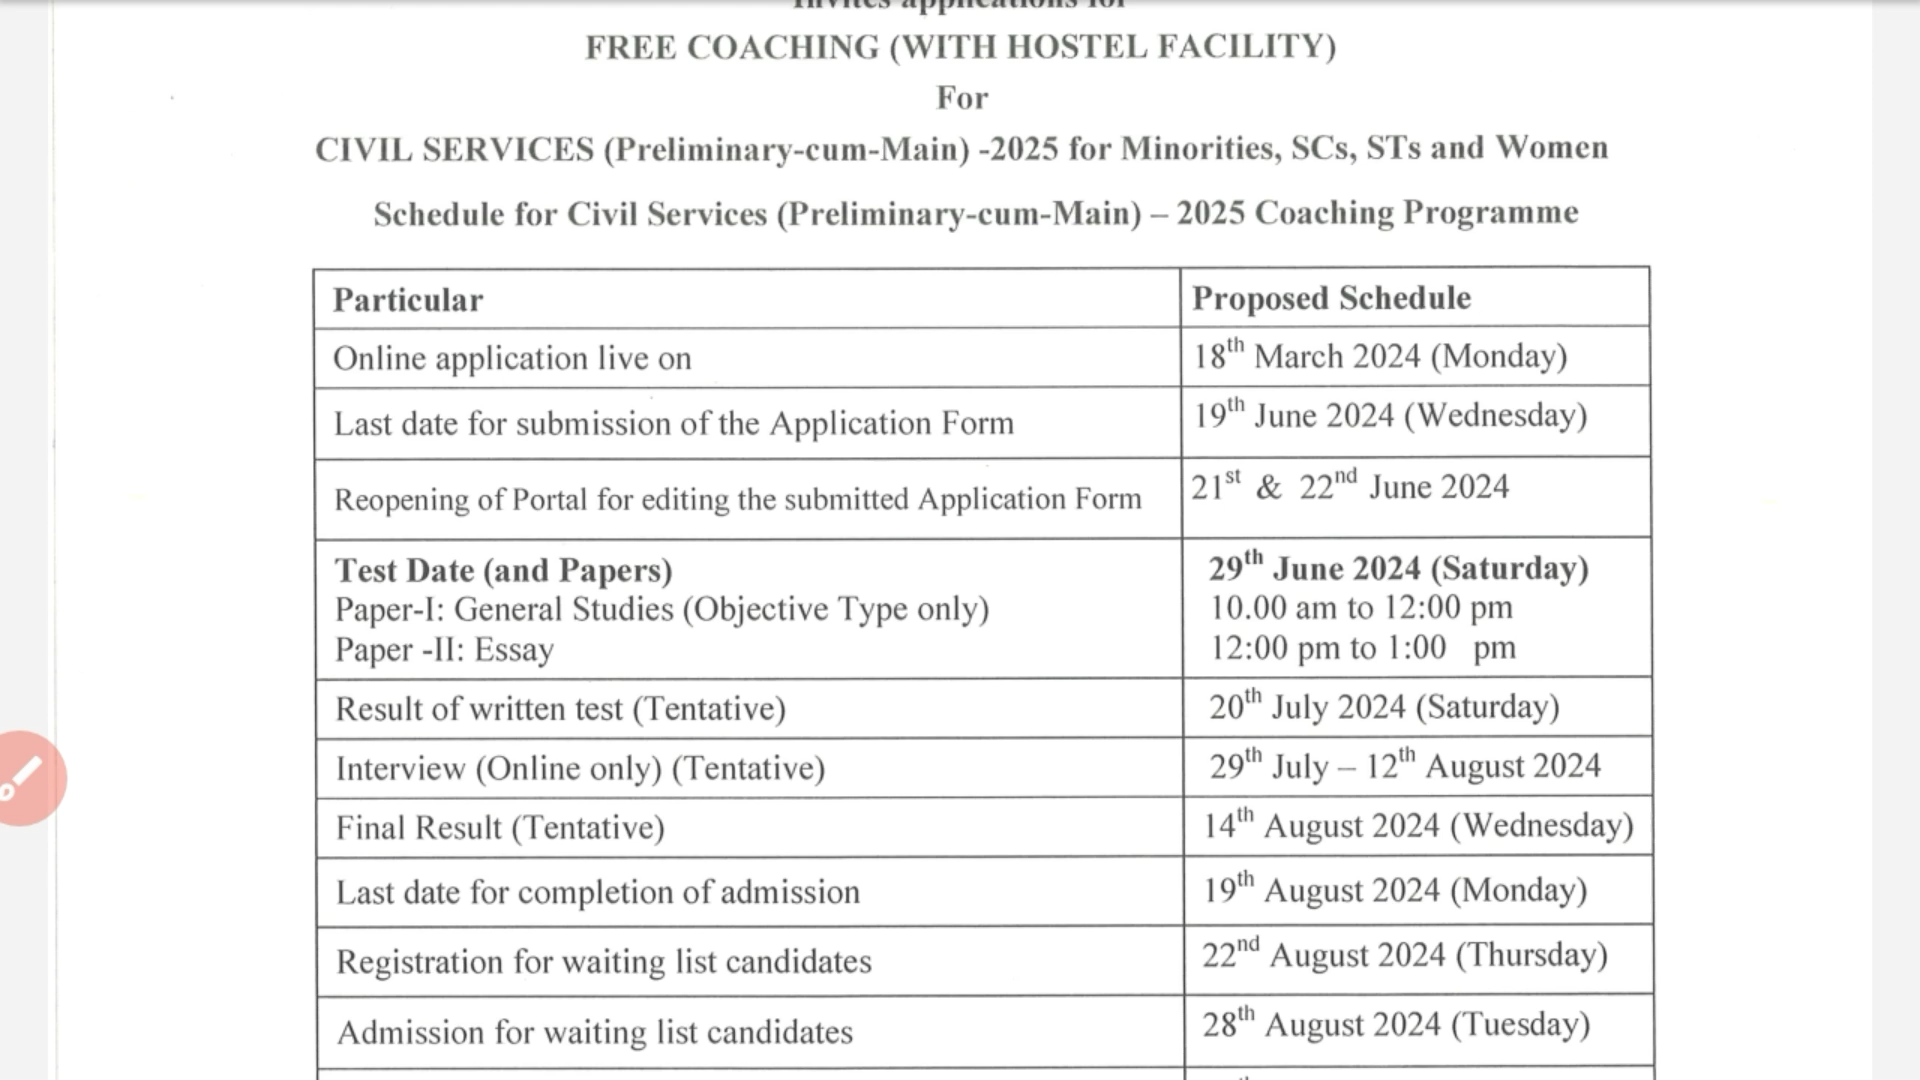 Invites applications for
FREE COACHING (WITH HOSTEL FACILITY)
For
CIVIL SERVICES (Preliminary-cum-Main) -2025 for Minorities, SCs, STs and Women
Schedule for Civil Services (Preliminary-cum-Main) – 2025 Coaching Programme
Particular Proposed Schedule
Online application live on 18th March 2024 (Monday)
Last date for submission of the Application Form 19th June 2024 (Wednesday)
Reopening of Portal for editing the submitted Application Form 21st & 22nd June 2024
Test Date (and Papers) 29th June 2024 (Saturday)
Paper-I: General Studies (Objective Type only) 10.00 am to 12:00 pm
Paper -II: Essay 12:00 pm to 1:00 pm
Result of written test (Tentative) 20th July 2024 (Saturday)
Interview (Online only) (Tentative) 29th July – 12th August 2024
Final Result (Tentative) 14th August 2024 (Wednesday)
Last date for completion of admission 19th August 2024 (Monday)
Registration for waiting list candidates 22nd August 2024 (Thursday)
Admission for waiting list candidates 28th August 2024 (Tuesday)